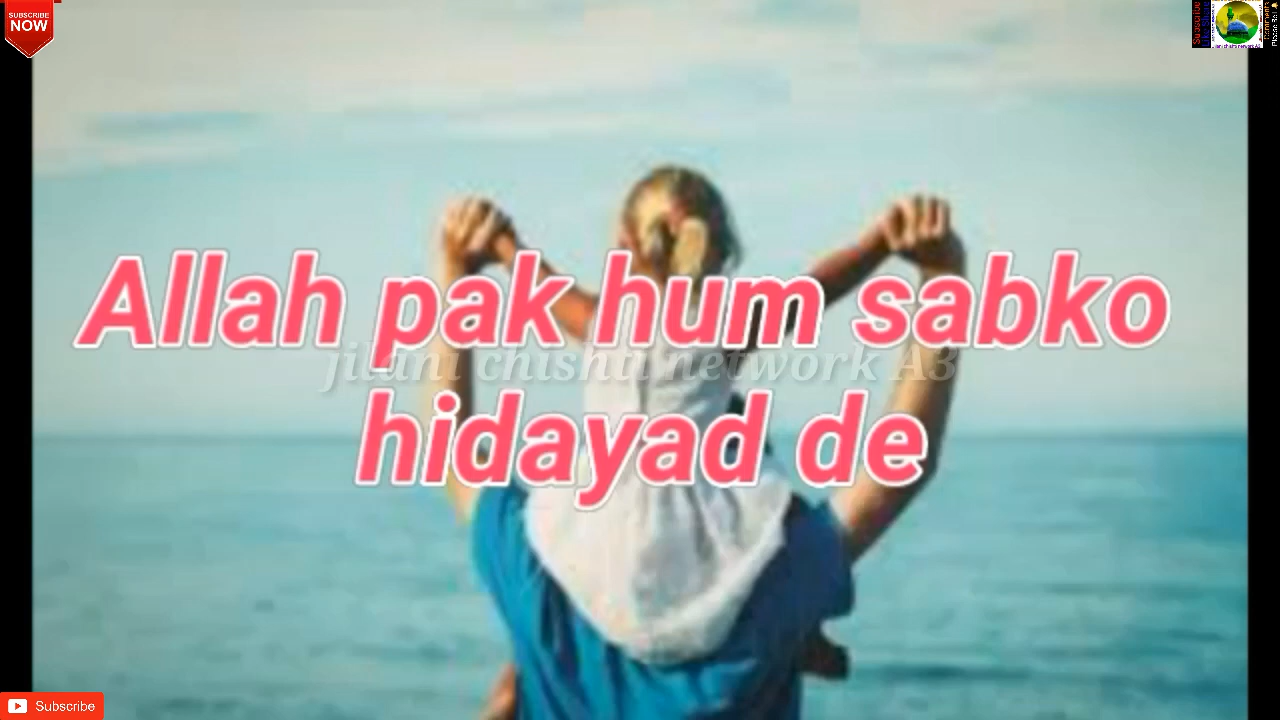 SUBSCRIBE
NOW
Allah pak hum sabko
jilani chishti network A3
hidayad de
Subscribe